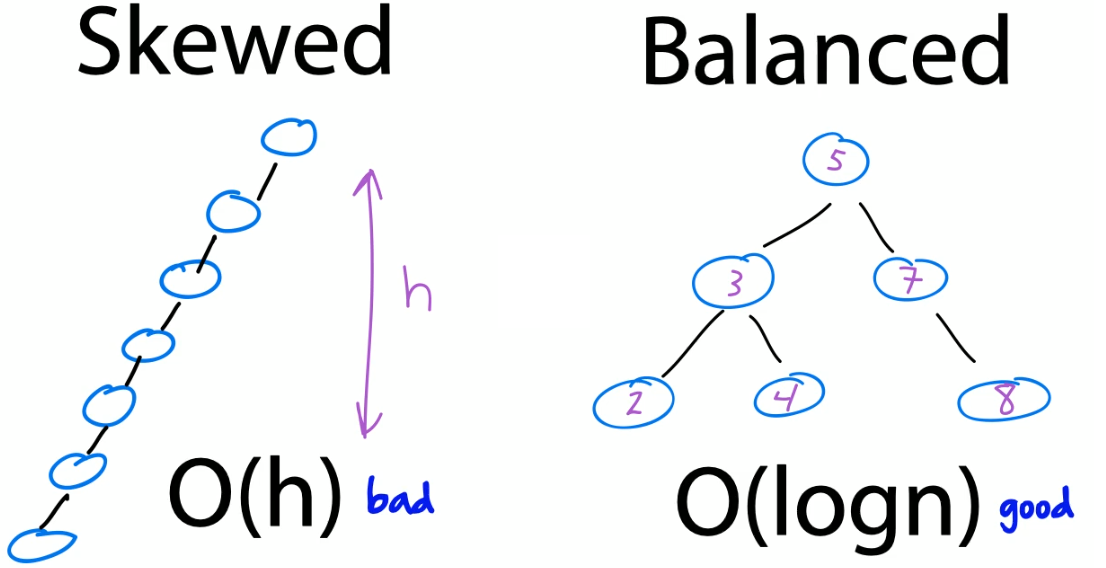 Skewed
h
O(h) bad
Balanced
5
3 7
2 4 8
O(logn) good